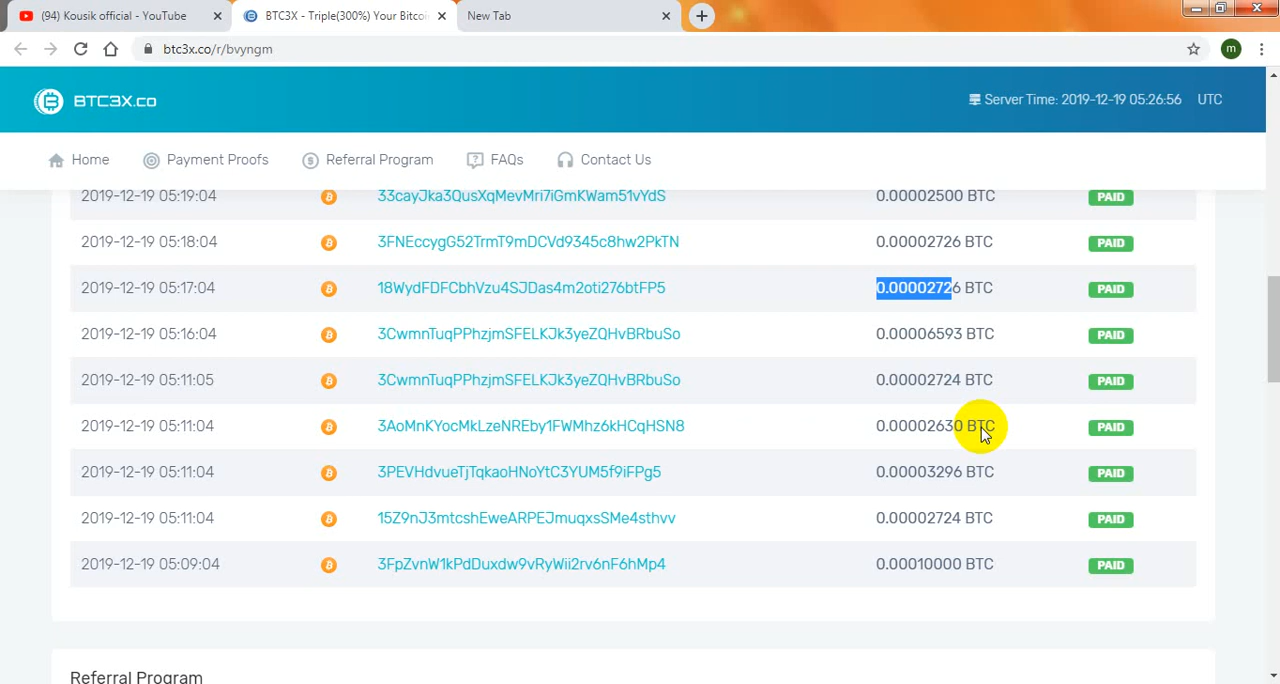 (94) Kousik official - YouTube
BTC3X - Triple(300%) Your Bitcoi
New Tab
btc3x.co/r/bvyngm
m
BTC3X.co
Server Time: 2019-12-19 05:26:56 UTC
Home
Payment Proofs
Referral Program
FAQs
Contact Us
2019-12-19 05:19:04 33cayJka3QusXqMevMri7iGmKWam51vYdS 0.00002500 BTC PAID
2019-12-19 05:18:04 3FNEccygG52TrmT9mDCVd9345c8hw2PkTN 0.00002726 BTC PAID
2019-12-19 05:17:04 18WydFDFCbhVzu4SJDas4m2oti276btFP5 0.00002726 BTC PAID
2019-12-19 05:16:04 3CwmnTuqPPhzjmSFELKJk3yeZQHvBRbuSo 0.00006593 BTC PAID
2019-12-19 05:11:05 3CwmnTuqPPhzjmSFELKJk3yeZQHvBRbuSo 0.00002724 BTC PAID
2019-12-19 05:11:04 3AoMnKYocMkLzeNREby1FWMhz6kHCqHSN8 0.00002630 BTC PAID
2019-12-19 05:11:04 3PEVHdvueTjTqkaoHNoYtC3YUM5f9iFPg5 0.00003296 BTC PAID
2019-12-19 05:11:04 15Z9nJ3mtcshEweARPEJmuqxsSMe4sthvv 0.00002724 BTC PAID
2019-12-19 05:09:04 3FpZvnW1kPdDuxdw9vRyWii2rv6nF6hMp4 0.00010000 BTC PAID
Referral Program